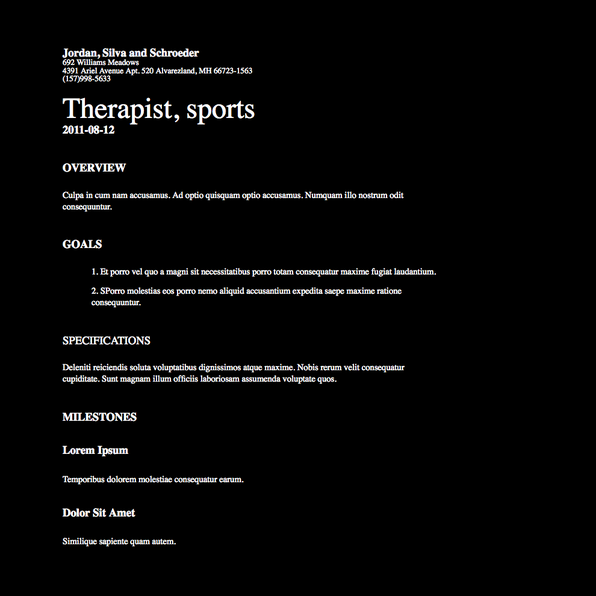 Jordan, Silva and Schroeder
692 Williams Meadows
4391 Ariel Avenue Apt. 520 Alvarezland, MH 66723-1563
(157)998-5633
Therapist, sports
2011-08-12
OVERVIEW
Culpa in cum nam accusamus. Ad optio quisquam optio accusamus. Numquam illo nostrum odit
consequuntur.
GOALS
1. Et porro vel quo a magni sit necessitatibus porro totam consequatur maxime fugiat laudantium.
2. SPorro molestias eos porro nemo aliquid accusantium expedita saepe maxime ratione
consequuntur.
SPECIFICATIONS
Deleniti reiciendis soluta voluptatibus dignissimos atque maxime. Nobis rerum velit consequatur
cupiditate. Sunt magnam illum officiis laboriosam assumenda voluptate quos.
MILESTONES
Lorem Ipsum
Temporibus dolorem molestiae consequatur earum.
Dolor Sit Amet
Similique sapiente quam autem.